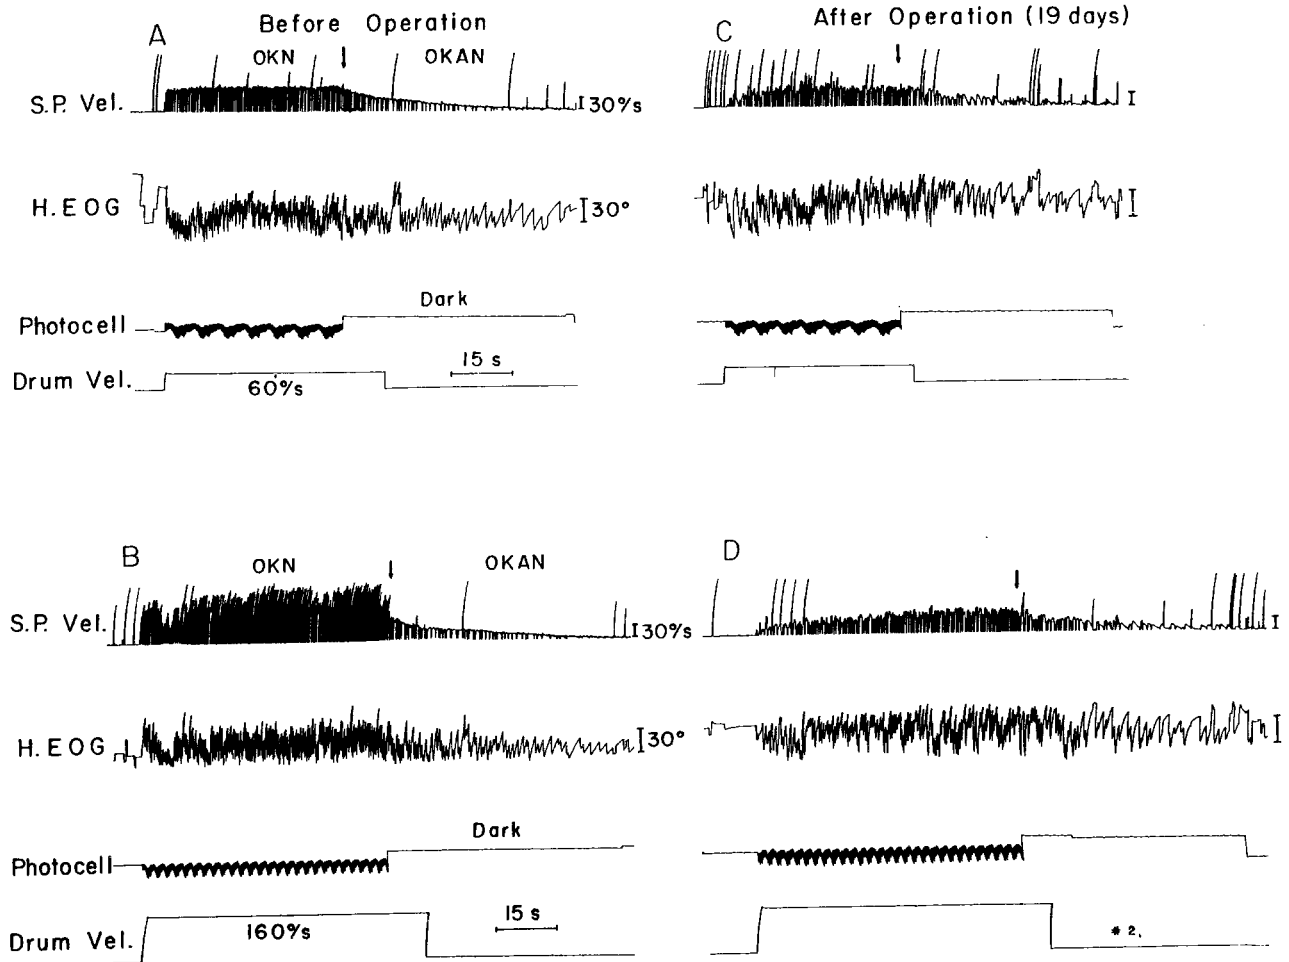 A
Before Operation
OKN
OKAN
S.P. Vel.
30°/s
H. EOG
30°
Photocell
Dark
Drum Vel.
60°/s
15 s
C
After Operation (19 days)
B
OKN
OKAN
S.P. Vel.
30°/s
H. EOG
30°
Photocell
Dark
Drum Vel.
160°/s
15 s
D
# 2,